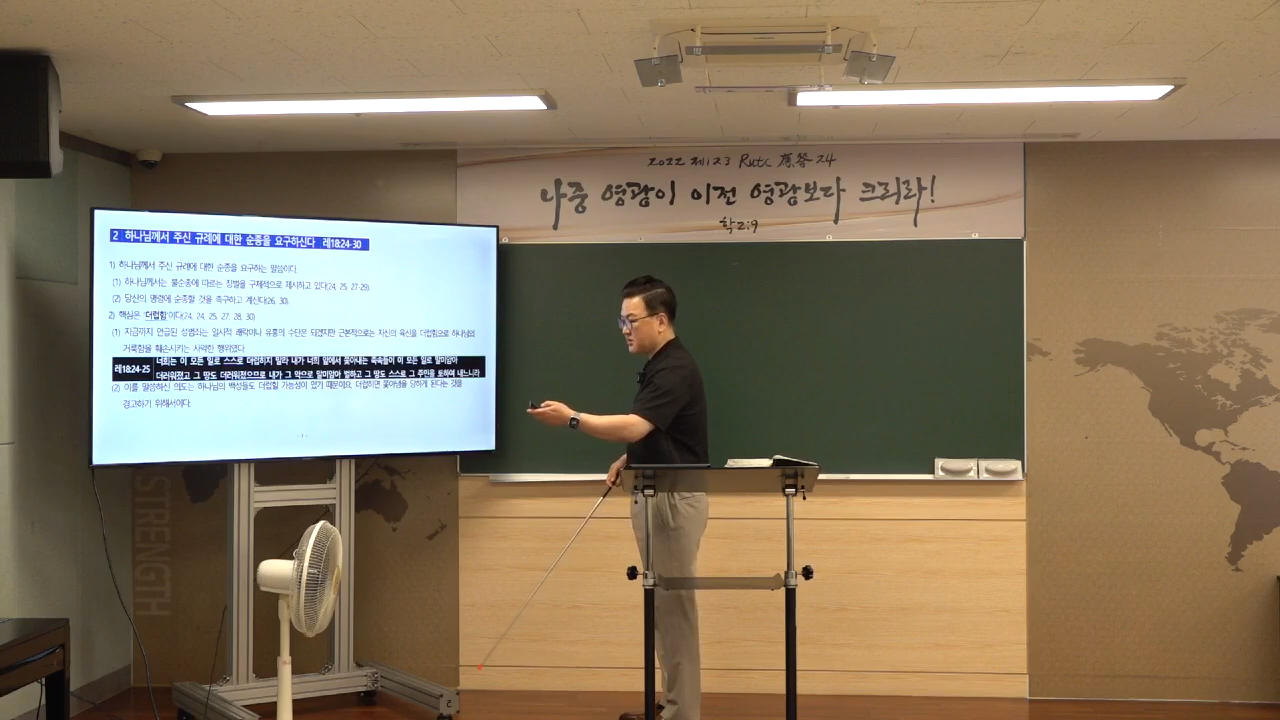 2022 제123 Rutc 應答 24
나중 영광이 이전 영광보다 크리라!
학2:9
2 하나님께서 주신 규례에 대한 순종을 요구하신다 레18:24-30
1) 하나님께서 주신 규례에 대한 순종을 요구하는 말씀이다
(1) 하나님께서는 불순종에 따르는 징벌을 구체적으로 제시하고 있다(24, 25, 27-29).
(2) 당신의 명령에 순종할 것을 촉구하고 계신다(26, 30).
2) 핵심은 '더럽힘'이다(24, 24, 25, 27, 28, 30)
(1) 지금까지 언급된 성범죄는 일시적 쾌락이나 유흥의 수단은 되겠지만 근본적으로는 자신의 육신을 더럽힘으로 하나님의
거룩함을 훼손시키는 사악한 행위였다
레18:24-25 너희는 이 모든 일로 스스로 더럽히지 말라 내가 너희 앞에서 쫓아내는 족속들이 이 모든 일로 말미암아
더러워졌고 그 땅도 더러워졌으므로 내가 그 악으로 말미암아 벌하고 그 땅도 스스로 그 주민을 토하여 내느니라
(2) 이를 말씀하신 의도는 하나님의 백성들도 더럽힐 가능성이 있기 때문이요, 더럽히면 쫓아냄을 당하게 된다는 것을
경고하기 위해서이다.
STRENGTH